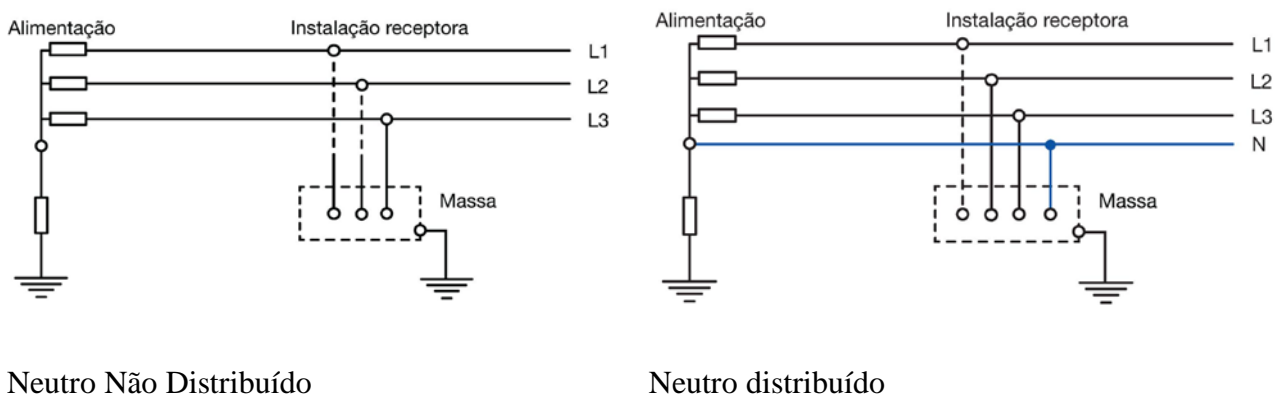 Alimentação
Instalação receptora
L1
L2
L3
Massa
Neutro Não Distribuído
Alimentação
Instalação receptora
L1
L2
L3
N
Massa
Neutro distribuído